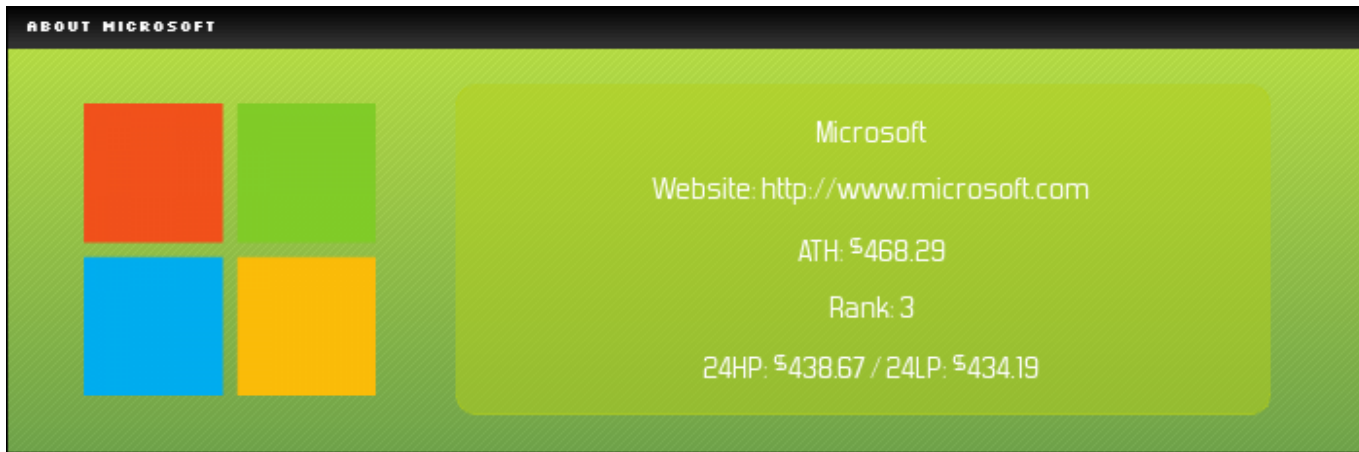 ABOUT MICROSOFT
Microsoft
Website: http://www.microsoft.com
ATH: $468.29
Rank: 3
24HP: $438.67 / 24LP: $434.19